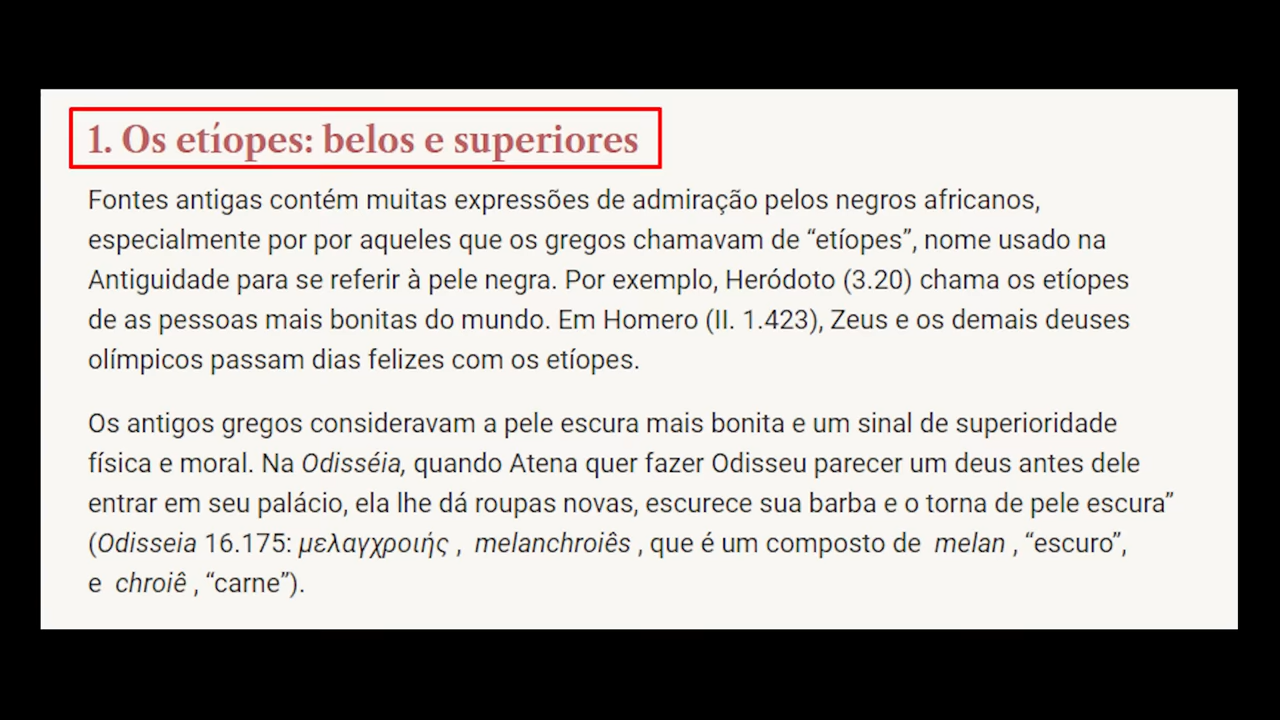 1. Os etíopes: belos e superiores
Fontes antigas contém muitas expressões de admiração pelos negros africanos,
especialmente por por aqueles que os gregos chamavam de “etíopes”, nome usado na
Antiguidade para se referir à pele negra. Por exemplo, Heródoto (3.20) chama os etíopes
de as pessoas mais bonitas do mundo. Em Homero (II. 1.423), Zeus e os demais deuses
olímpicos passam dias felizes com os etíopes.
Os antigos gregos consideravam a pele escura mais bonita e um sinal de superioridade
física e moral. Na Odisséia, quando Atena quer fazer Odisseu parecer um deus antes dele
entrar em seu palácio, ela lhe dá roupas novas, escurece sua barba e o torna de pele escura”
(Odisseia 16.175: μελαγχροιής , melanchroiês , que é um composto de melan , “escuro”,
e chroiê , “carne”).